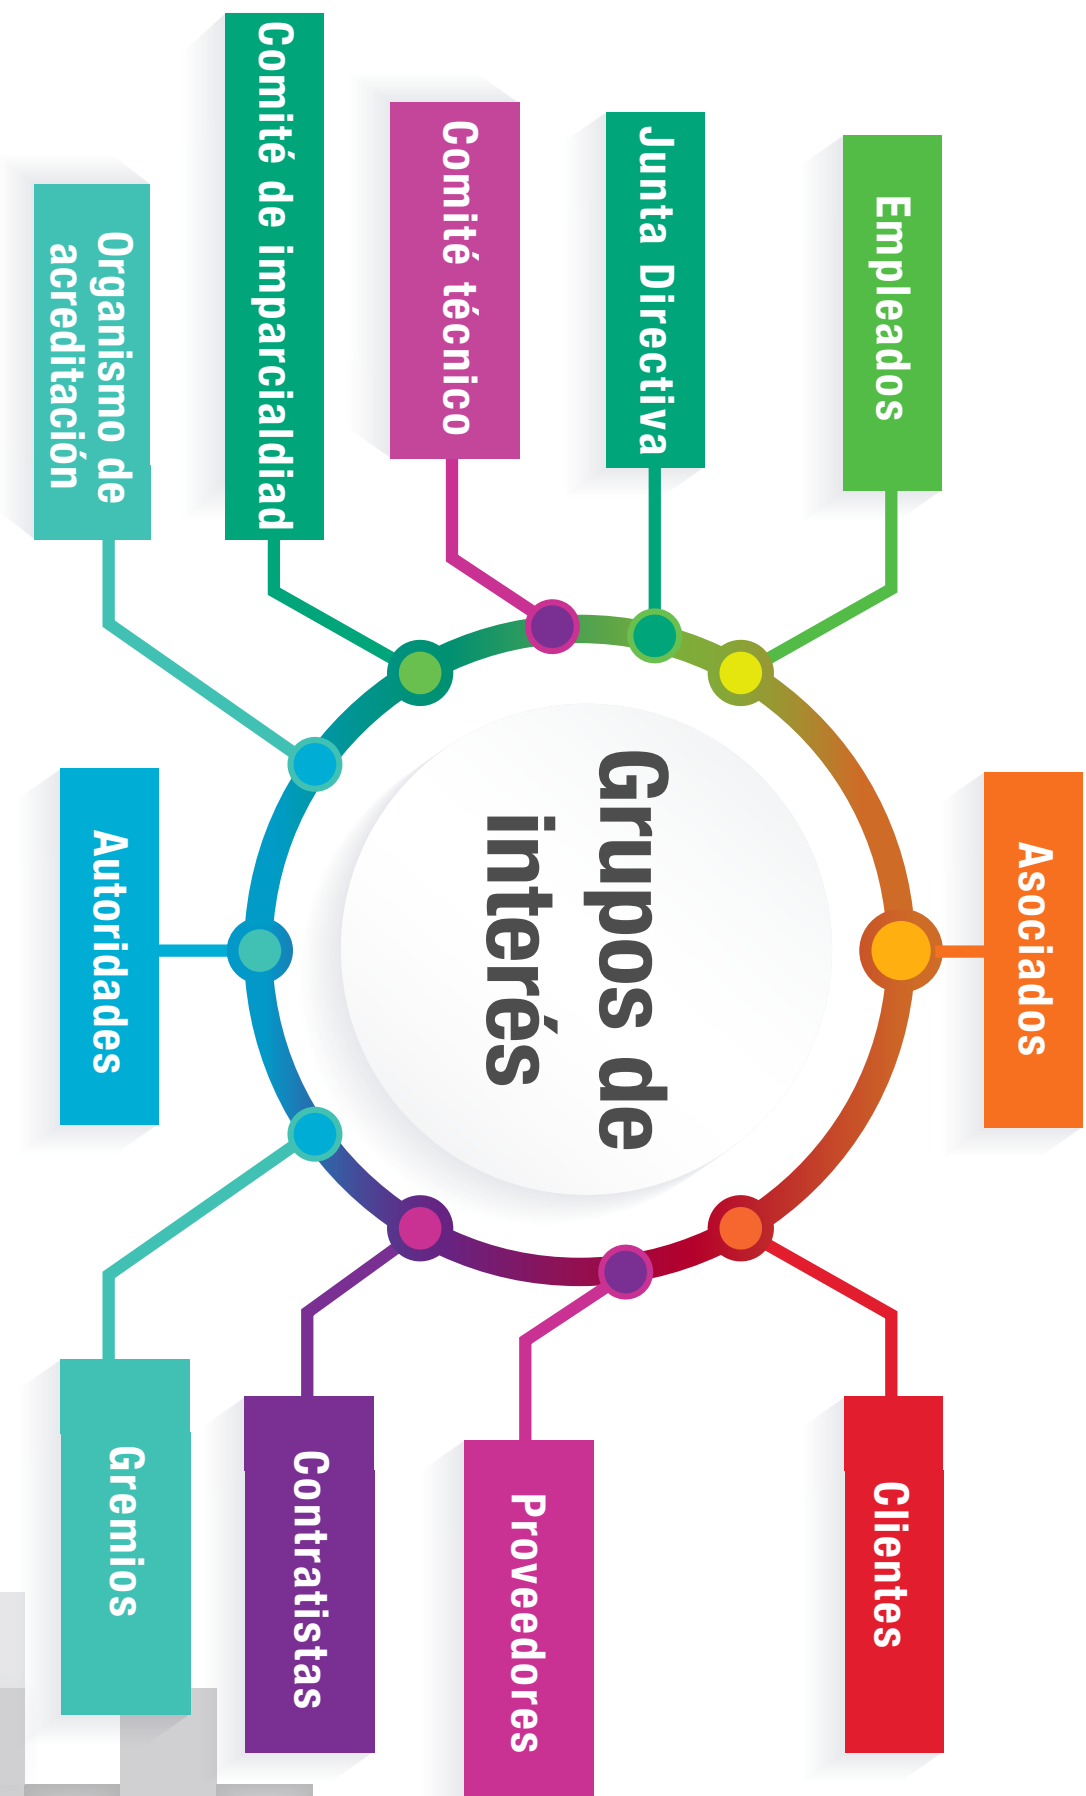 Asociados
Empleados
Junta Directiva
Comité técnico
Comité de imparcialdiad
Organismo de
acreditación
Grupos de
interés
Autoridades
Clientes
Proveedores
Contratistas
Gremios